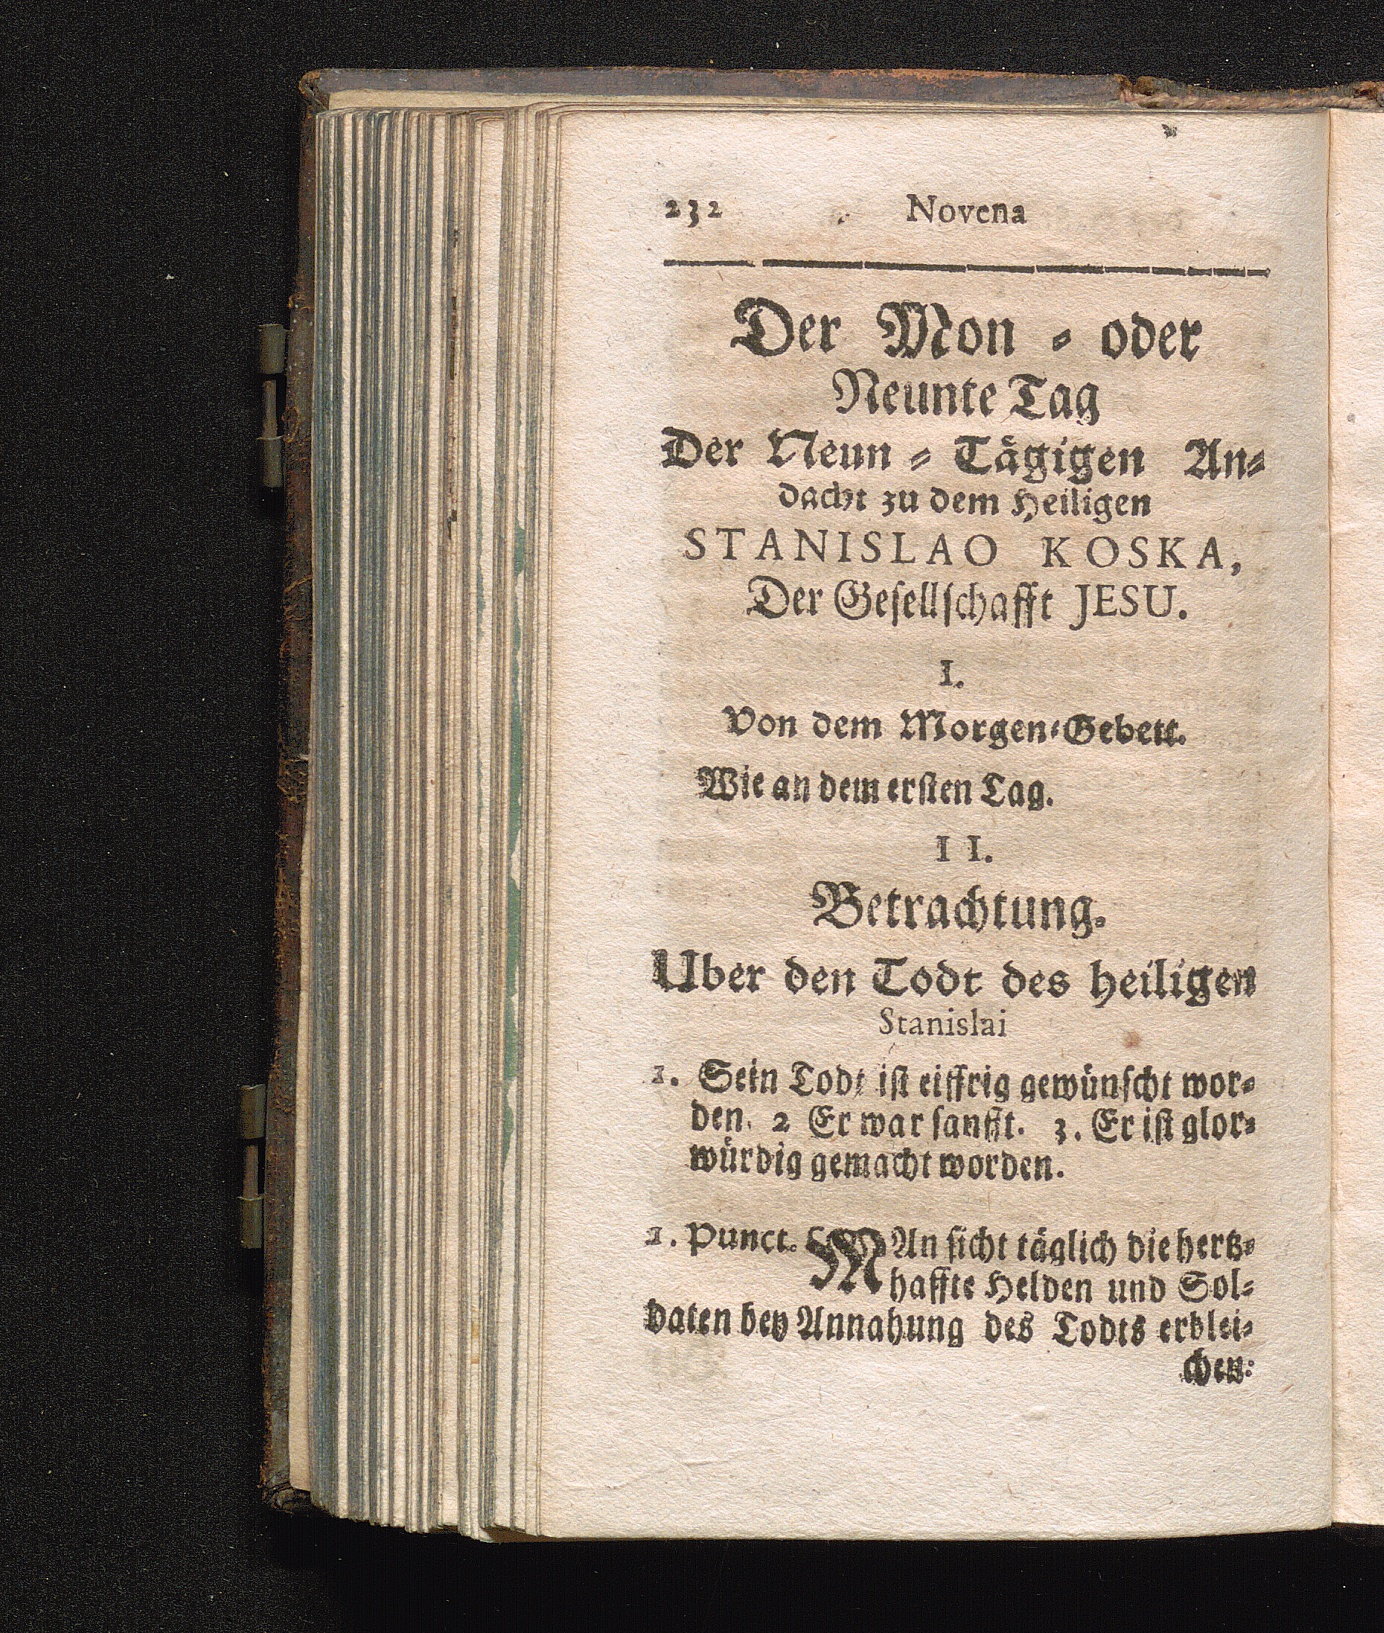 232 Novena
Der Mon - oder
Neunte Tag
Der Neun - Tägigen An-
dacht zu dem Heiligen
STANISLAO KOSKA,
Der Gesellschafft JESU.
I.
Von dem Morgen-Gebett.
Wie an dem ersten Tag.
II.
Betrachtung.
Uber den Todt des heiligen
Stanislai
1. Sein Todt ist eiffrig gewünscht wor-
den. 2 Er war sanfft. 3. Er ist glor-
würdig gemacht worden.
1. Punct. MAn sicht täglich die hertz-
haffte Helden und Sol-
daten bey Annahung des Todts erblei-
chen: